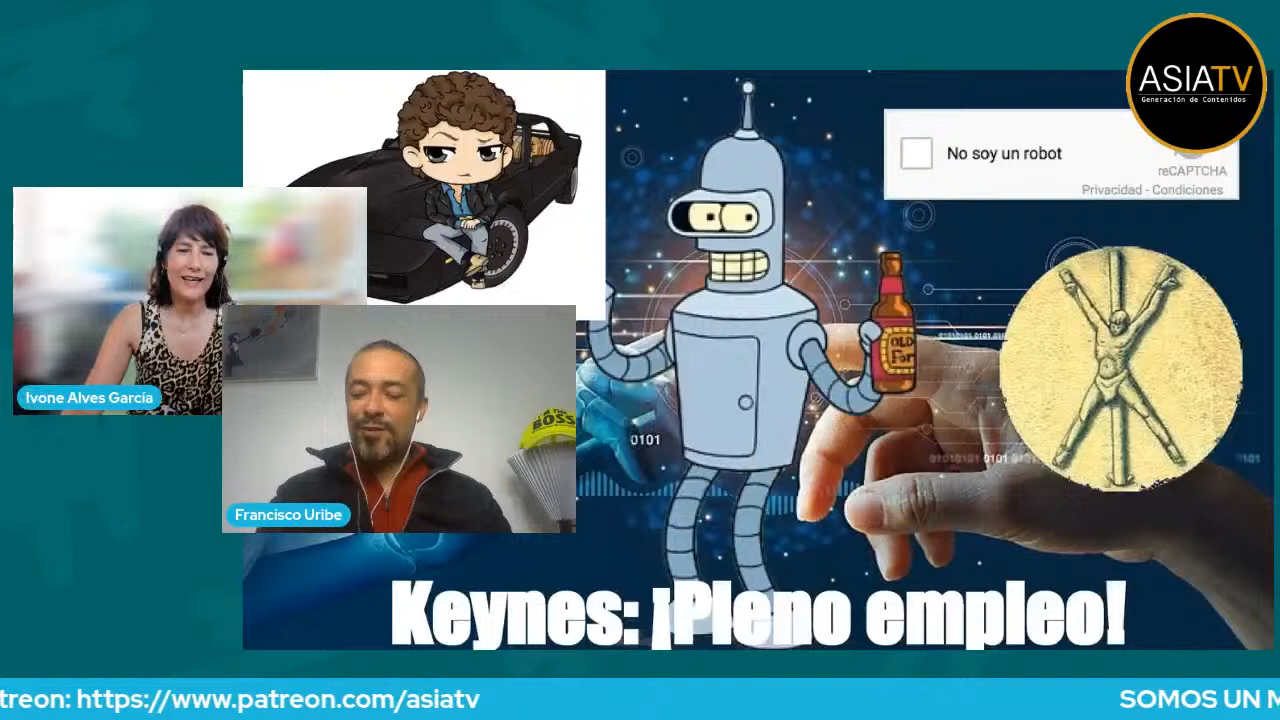 ASIATV
Generación de Contenidos
No soy un robot
reCAPTCHA
Privacidad - Condiciones
OLD
For
BOSS
Ivone Alves García
0101
Francisco Uribe
Keynes: ¡Pleno empleo!
treon: https://www.patreon.com/asiatv
SOMOS UN M